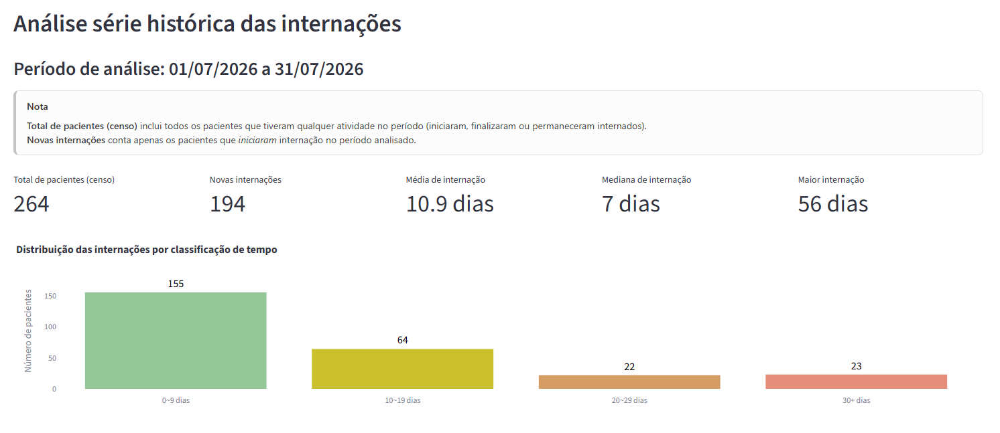 Análise série histórica das internações
Período de análise: 01/07/2026 a 31/07/2026
Nota
Total de pacientes (censo) inclui todos os pacientes que tiveram qualquer atividade no período (iniciaram, finalizaram ou permaneceram internados).
Novas internações conta apenas os pacientes que iniciaram internação no período analisado.
Total de pacientes (censo)
264
Novas internações
194
Média de internação
10.9 dias
Mediana de internação
7 dias
Maior internação
56 dias
Distribuição das internações por classificação de tempo
Número de pacientes
150
100
50
0
155
64
22
23
0~9 dias
10~19 dias
20~29 dias
30+ dias